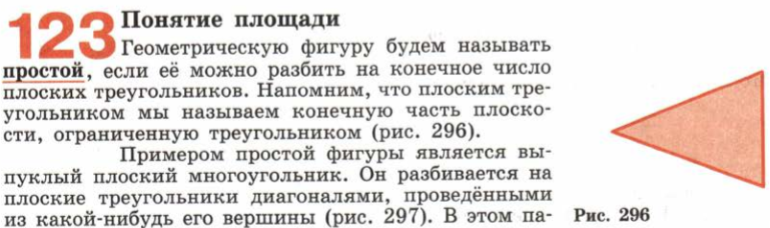 123 Понятие площади
Геометрическую фигуру будем называть
простой, если её можно разбить на конечное число
плоских треугольников. Напомним, что плоским тре-
угольником мы называем конечную часть плоско-
сти, ограниченную треугольником (рис. 296).
Примером простой фигуры является вы-
пуклый плоский многоугольник. Он разбивается на
плоские треугольники диагоналями, проведёнными
из какой-нибудь его вершины (рис. 297). В этом па-
Рис. 296